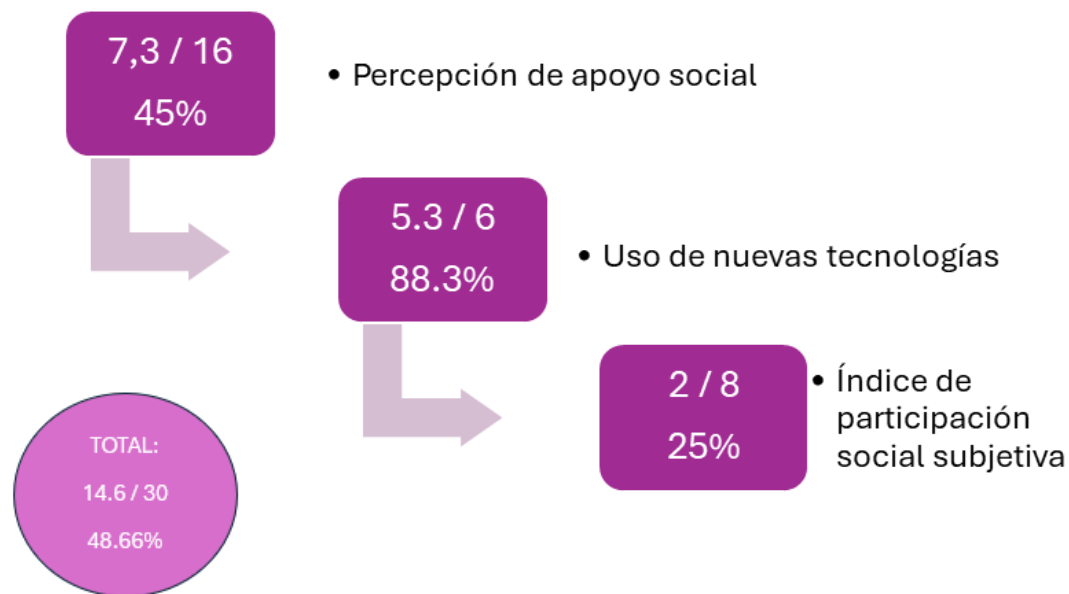 7,3 / 16
45%
• Percepción de apoyo social
5.3 / 6
88.3%
• Uso de nuevas tecnologías
2 / 8
25%
• Índice de
participación
social subjetiva
TOTAL:
14.6 / 30
48.66%